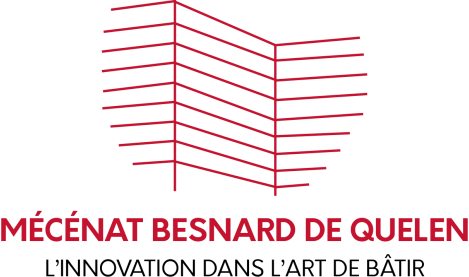 MÉCÉNAT BESNARD DE QUELEN
L'INNOVATION DANS L'ART DE BÂTIR